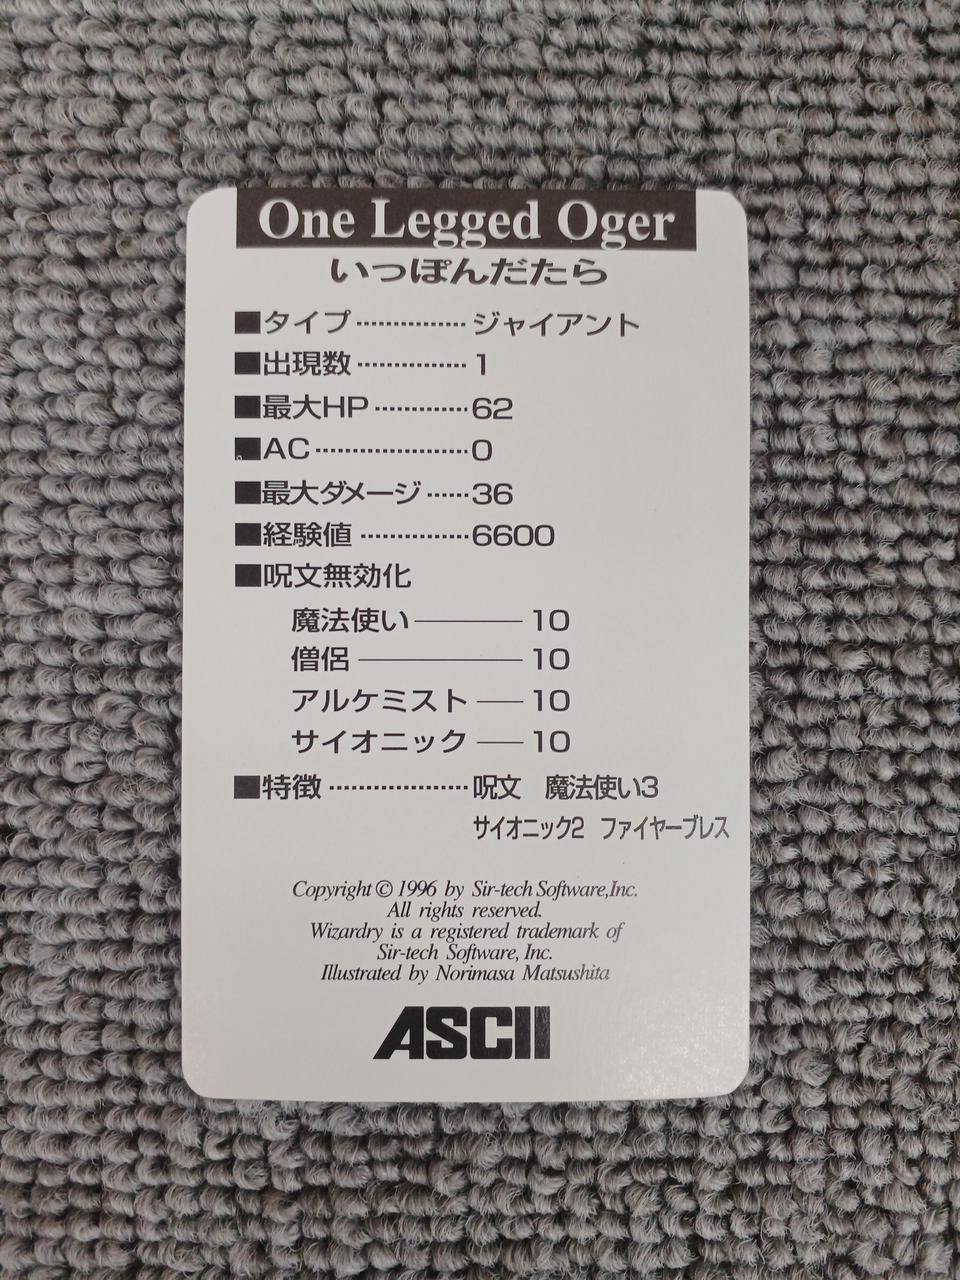 One Legged Oger
いっぽんだたら
■タイプ…………… ジャイアント
■出現数…………… 1
■最大HP…………… 62
■AC…………………… 0
■最大ダメージ…… 36
■経験値…………… 6600
■呪文無効化
魔法使い―――― 10
僧侶―――――― 10
アルケミスト―― 10
サイオニック―― 10
■特徴……………… 呪文　魔法使い3
サイオニック2　ファイヤーブレス
Copyright © 1996 by Sir-tech Software,Inc.
All rights reserved.
Wizardry is a registered trademark of
Sir-tech Software, Inc.
Illustrated by Norimasa Matsushita
ASCII